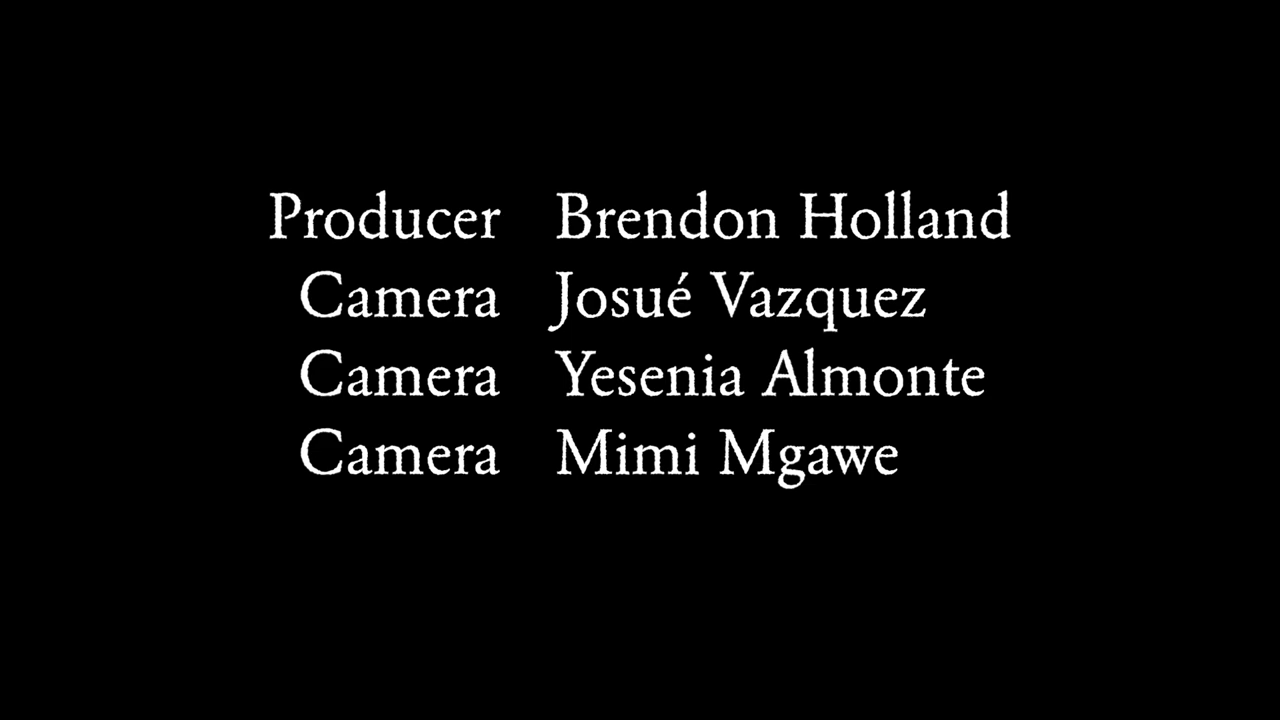 Producer Brendon Holland
Camera Josué Vazquez
Camera Yesenia Almonte
Camera Mimi Mgawe